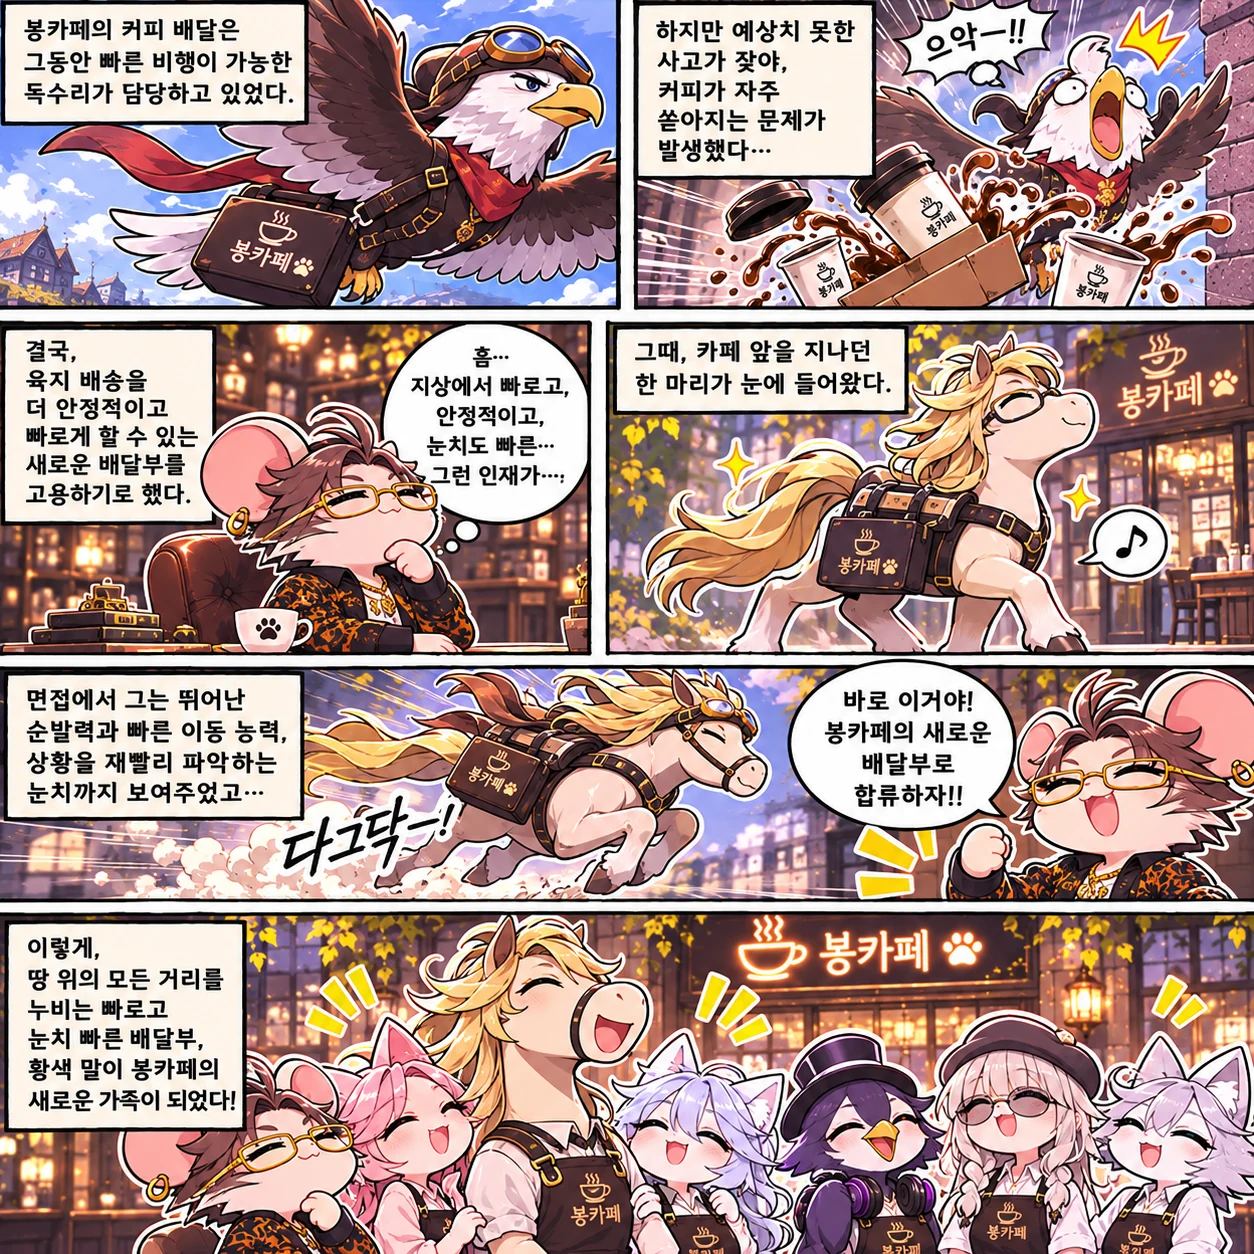 봉카페의 커피 배달은
그동안 빠른 비행이 가능한
독수리가 담당하고 있었다.
봉카페
하지만 예상치 못한
사고가 잦아,
커피가 자주
쏟아지는 문제가
발생했다…
으악—!!
봉카페
봉카페
봉카페
결국,
육지 배송을
더 안정적이고
빠르게 할 수 있는
새로운 배달부를
고용하기로 했다.
흠…
지상에서 빠르고,
안정적이고,
눈치도 빠른…
그런 인재가…;
그때, 카페 앞을 지나던
한 마리가 눈에 들어왔다.
봉카페
봉카페
면접에서 그는 뛰어난
순발력과 빠른 이동 능력,
상황을 재빨리 파악하는
눈치까지 보여주었고…
봉카페
다그닥—!
바로 이거야!
봉카페의 새로운
배달부로
합류하자!!
이렇게,
땅 위의 모든 거리를
누비는 빠르고
눈치 빠른 배달부,
황색 말이 봉카페의
새로운 가족이 되었다!
봉카페
봉카페
봉카페
봉카페